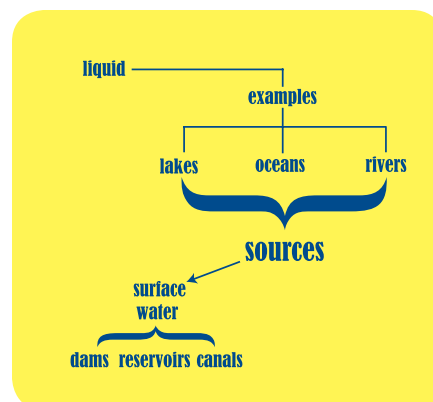 liquid
examples
lakes oceans rivers
sources
surface
water
dams reservoirs canals